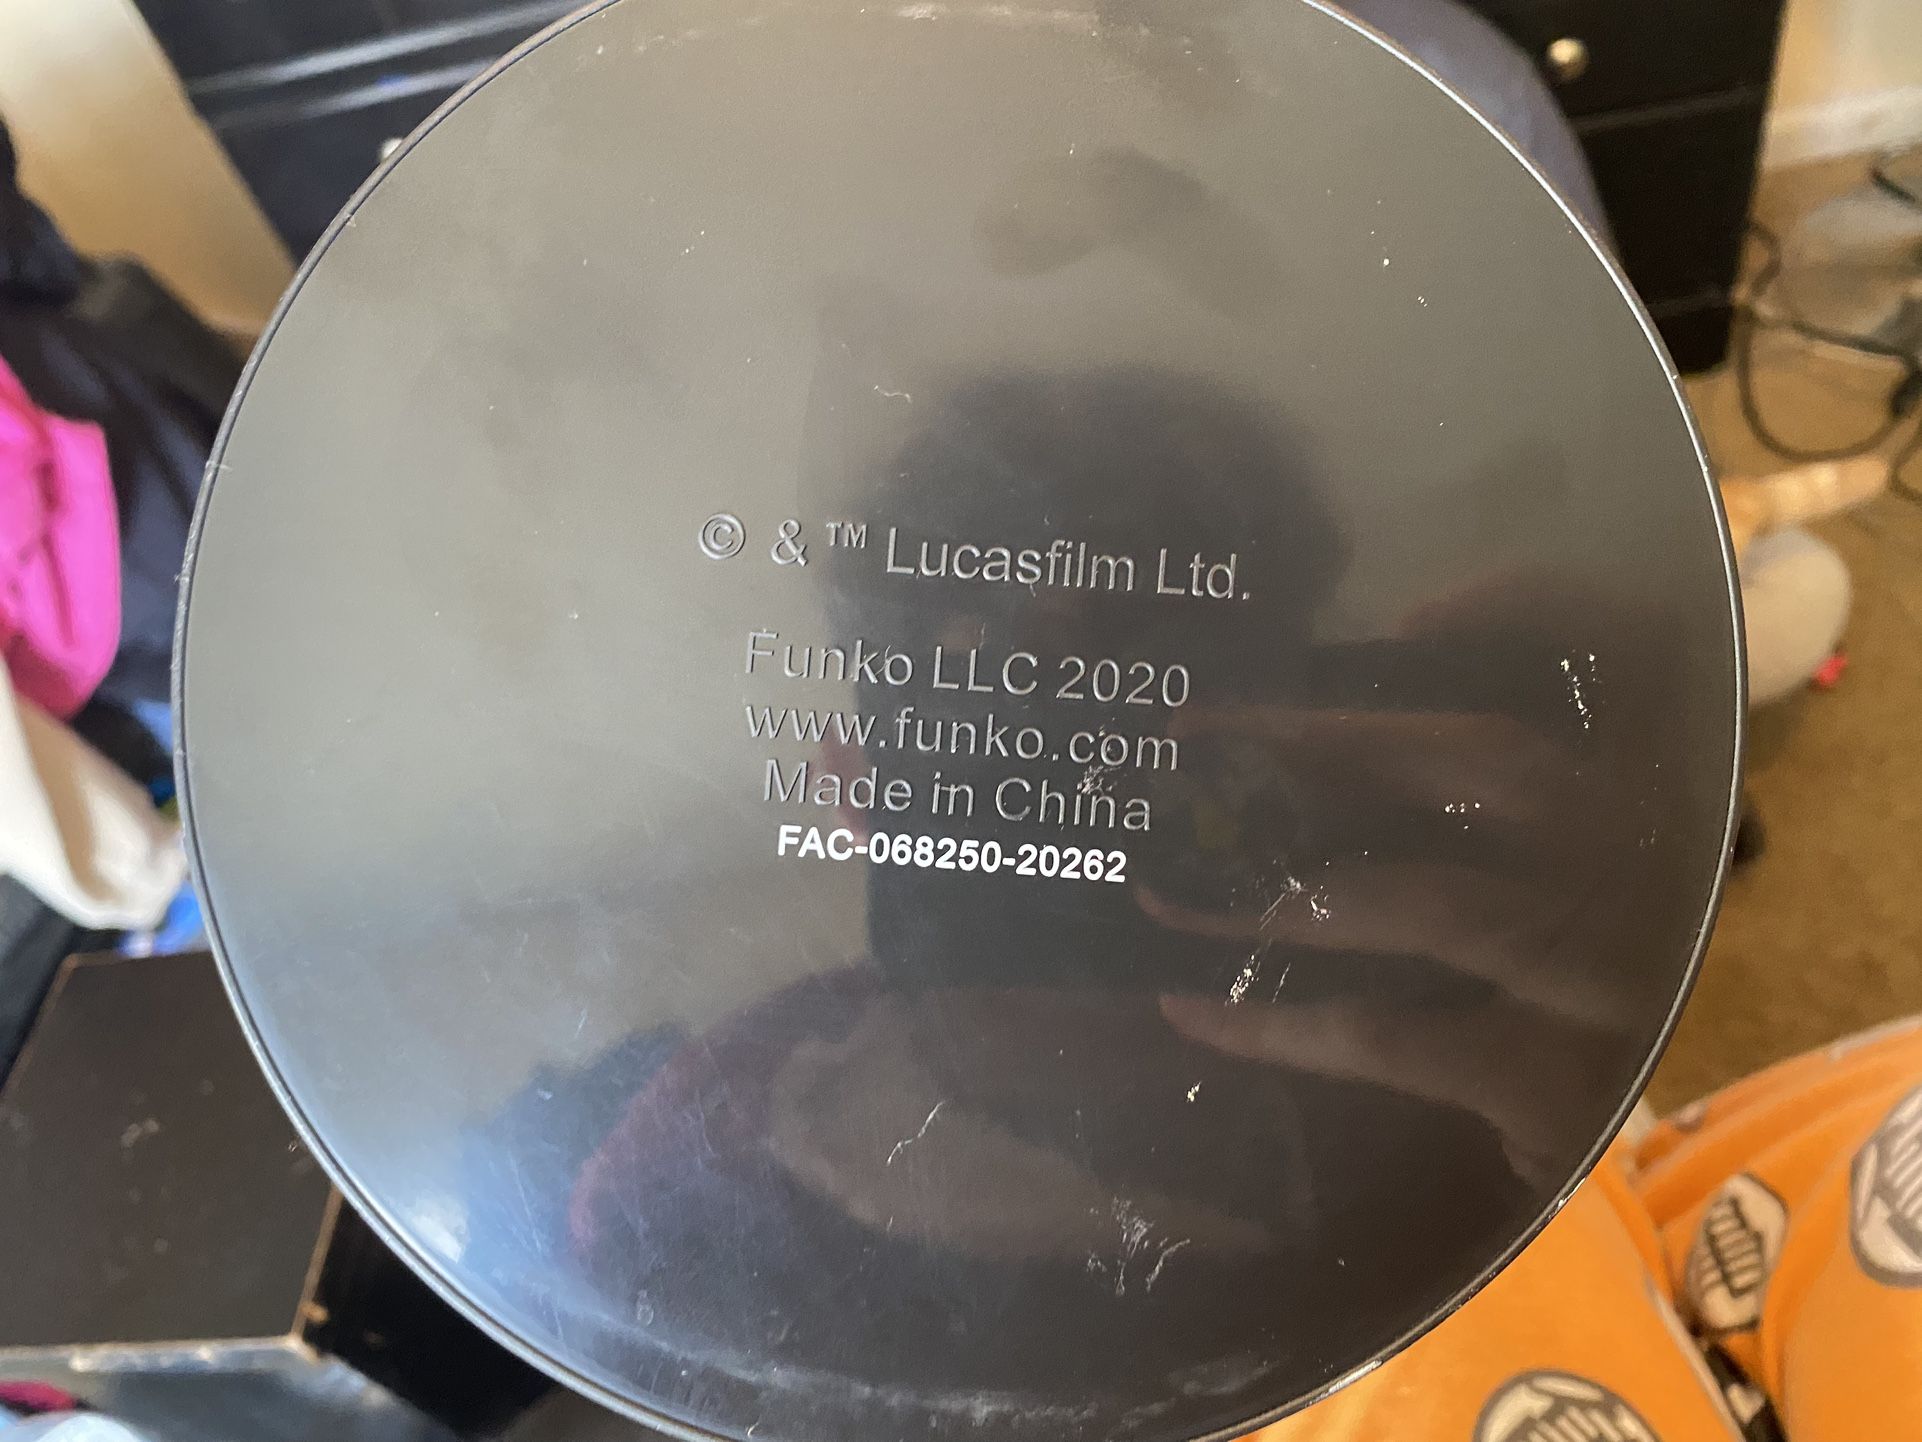 © & ™ Lucasfilm Ltd.
Funko LLC 2020
www.funko.com
Made in China
FAC-068250-20262